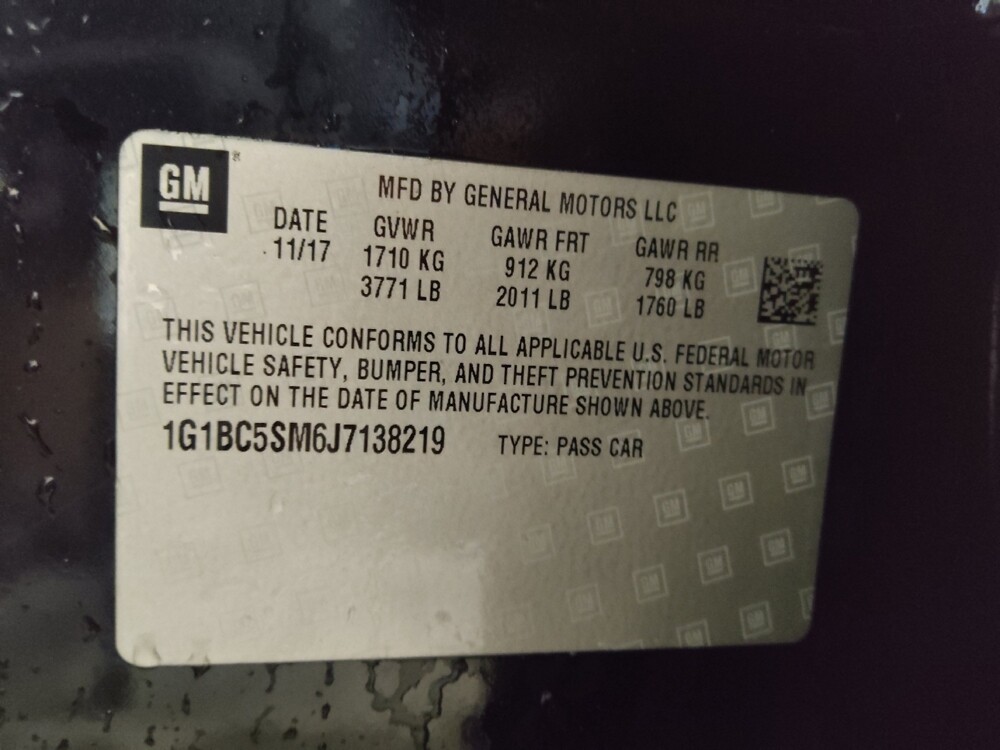 GM
MFD BY GENERAL MOTORS LLC
DATE GVWR GAWR FRT GAWR RR
11/17 1710 KG 912 KG 798 KG
3771 LB 2011 LB 1760 LB
THIS VEHICLE CONFORMS TO ALL APPLICABLE U.S. FEDERAL MOTOR
VEHICLE SAFETY, BUMPER, AND THEFT PREVENTION STANDARDS IN
EFFECT ON THE DATE OF MANUFACTURE SHOWN ABOVE.
1G1BC5SM6J7138219 TYPE: PASS CAR